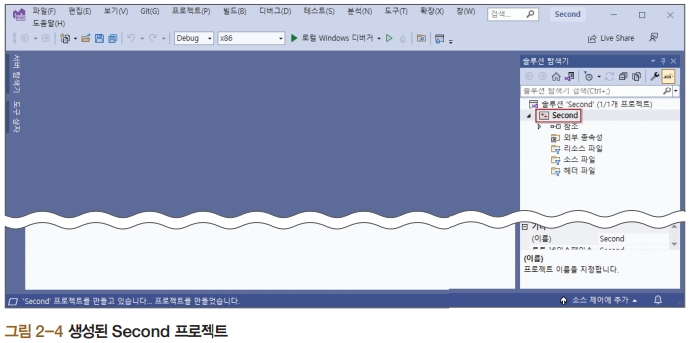 파일(F) 편집(E) 보기(V) Git(G) 프로젝트(P) 빌드(B) 디버그(D) 테스트(S) 분석(N) 도구(T) 확장(X) 창(W) 검색... Second
도움말(H)
Debug x86 로컬 Windows 디버거 Live Share
서버 탐색기
도구 상자
솔루션 탐색기
솔루션 탐색기 검색(Ctrl+;)
솔루션 'Second' (1/1개 프로젝트)
Second
참조
외부 종속성
리소스 파일
소스 파일
헤더 파일
(이름) Second
(이름)
프로젝트 이름을 지정합니다.
'Second' 프로젝트를 만들고 있습니다... 프로젝트를 만들었습니다. 소스 제어에 추가
그림 2-4 생성된 Second 프로젝트